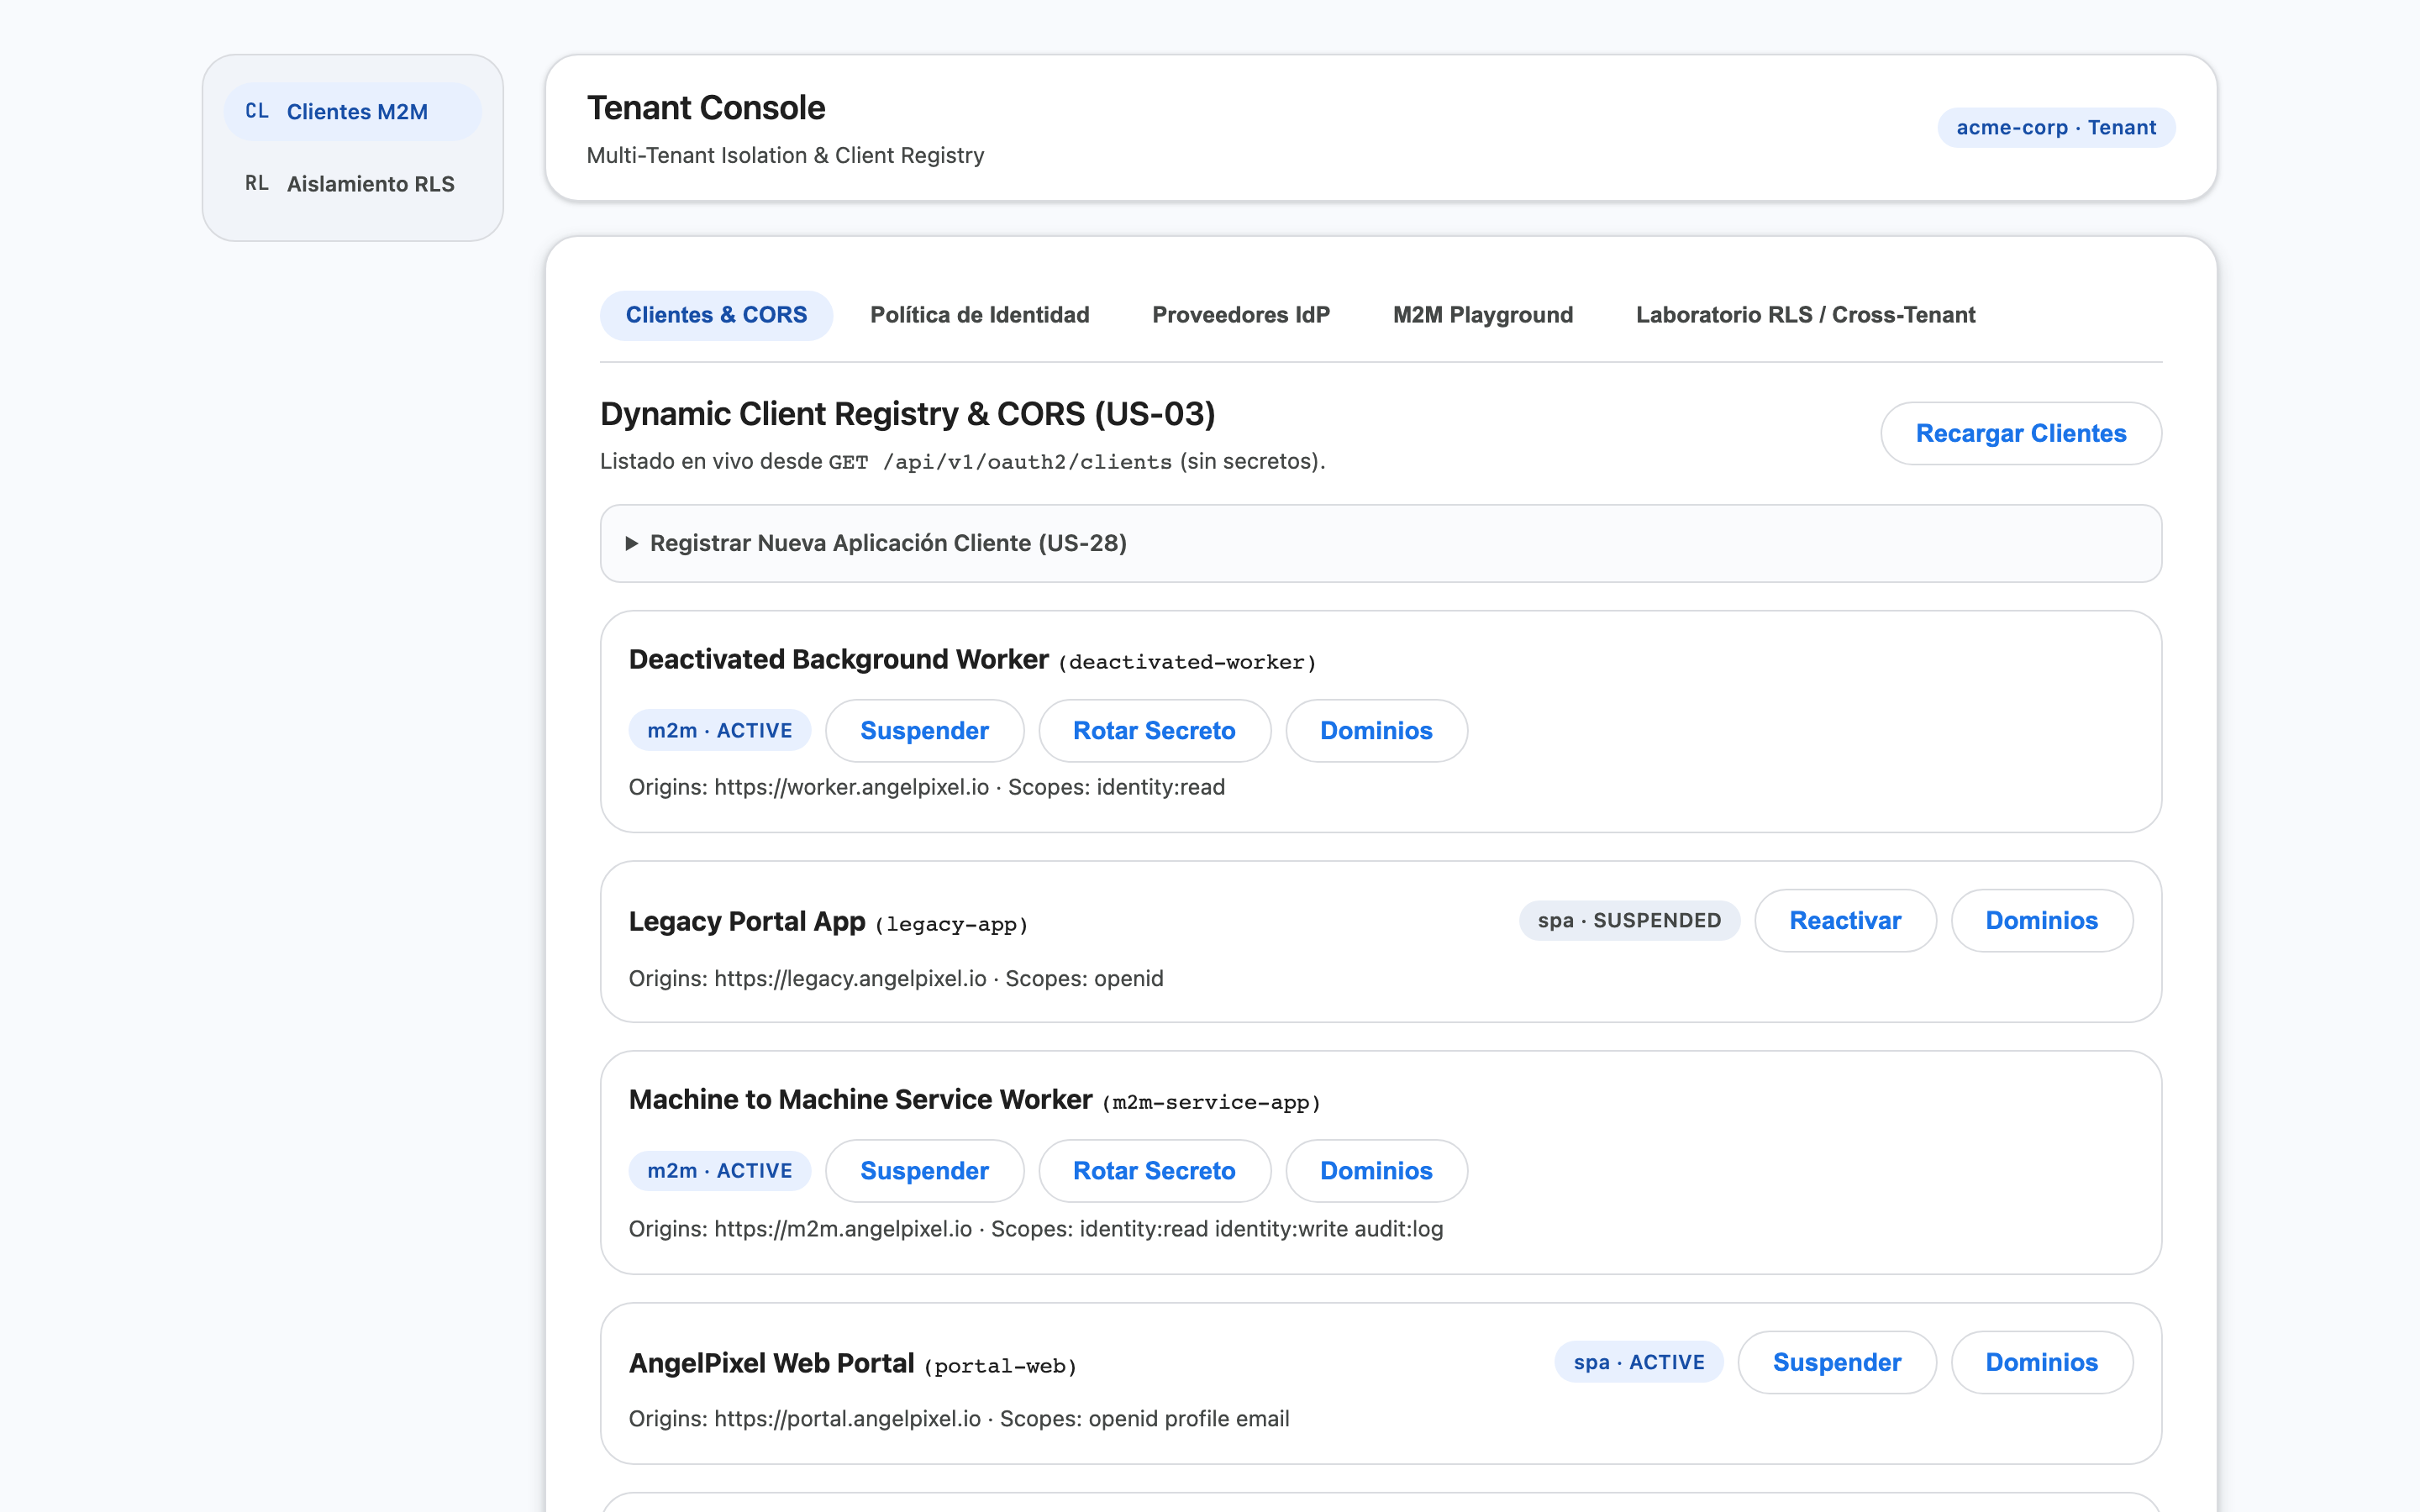 CL Clientes M2M
RL Aislamiento RLS
Tenant Console
Multi-Tenant Isolation & Client Registry
acme-corp · Tenant
Clientes & CORS Política de Identidad Proveedores IdP M2M Playground Laboratorio RLS / Cross-Tenant
Dynamic Client Registry & CORS (US-03)
Listado en vivo desde GET /api/v1/oauth2/clients (sin secretos).
Recargar Clientes
Registrar Nueva Aplicación Cliente (US-28)
Deactivated Background Worker (deactivated-worker)
m2m · ACTIVE Suspender Rotar Secreto Dominios
Origins: https://worker.angelpixel.io · Scopes: identity:read
Legacy Portal App (legacy-app) spa · SUSPENDED Reactivar Dominios
Origins: https://legacy.angelpixel.io · Scopes: openid
Machine to Machine Service Worker (m2m-service-app)
m2m · ACTIVE Suspender Rotar Secreto Dominios
Origins: https://m2m.angelpixel.io · Scopes: identity:read identity:write audit:log
AngelPixel Web Portal (portal-web) spa · ACTIVE Suspender Dominios
Origins: https://portal.angelpixel.io · Scopes: openid profile email